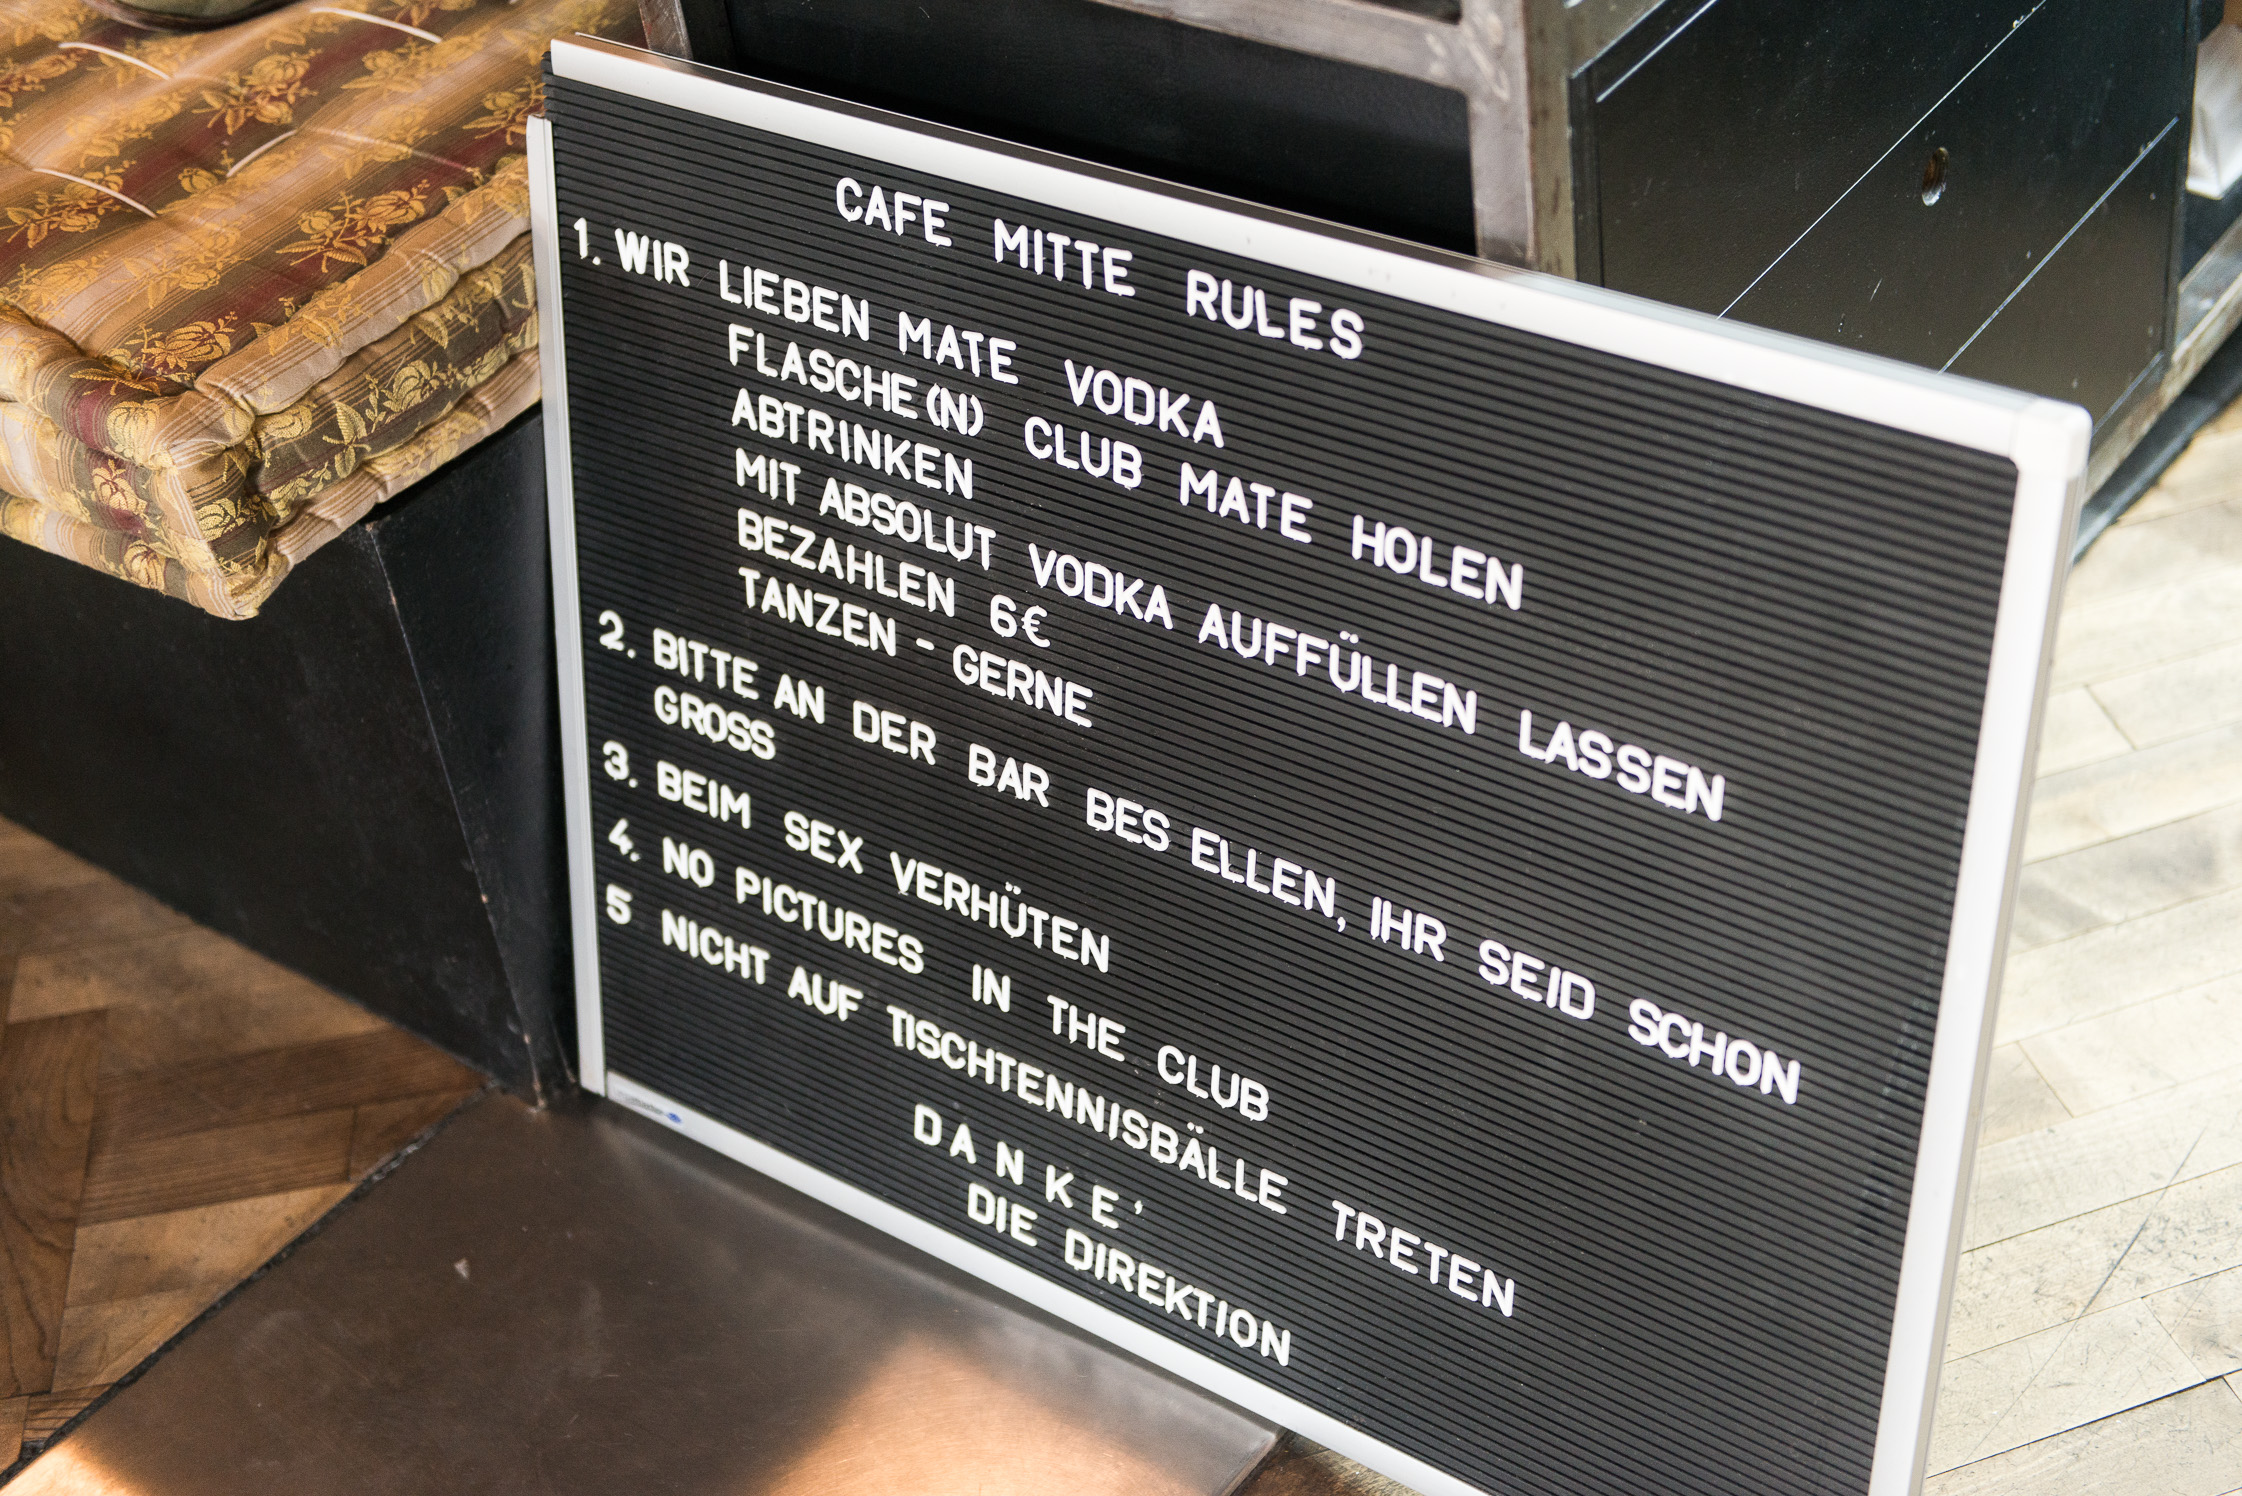 CAFE MITTE RULES
1. WIR LIEBEN MATE VODKA
FLASCHE(N) CLUB MATE HOLEN
ABTRINKEN
MIT ABSOLUT VODKA AUFFÜLLEN LASSEN
BEZAHLEN 6€
TANZEN - GERNE
2. BITTE AN DER BAR BES ELLEN, IHR SEID SCHON
GROSS
3. BEIM SEX VERHÜTEN
4. NO PICTURES IN THE CLUB
5 NICHT AUF TISCHTENNISBÄLLE TRETEN
DANKE,
DIE DIREKTION